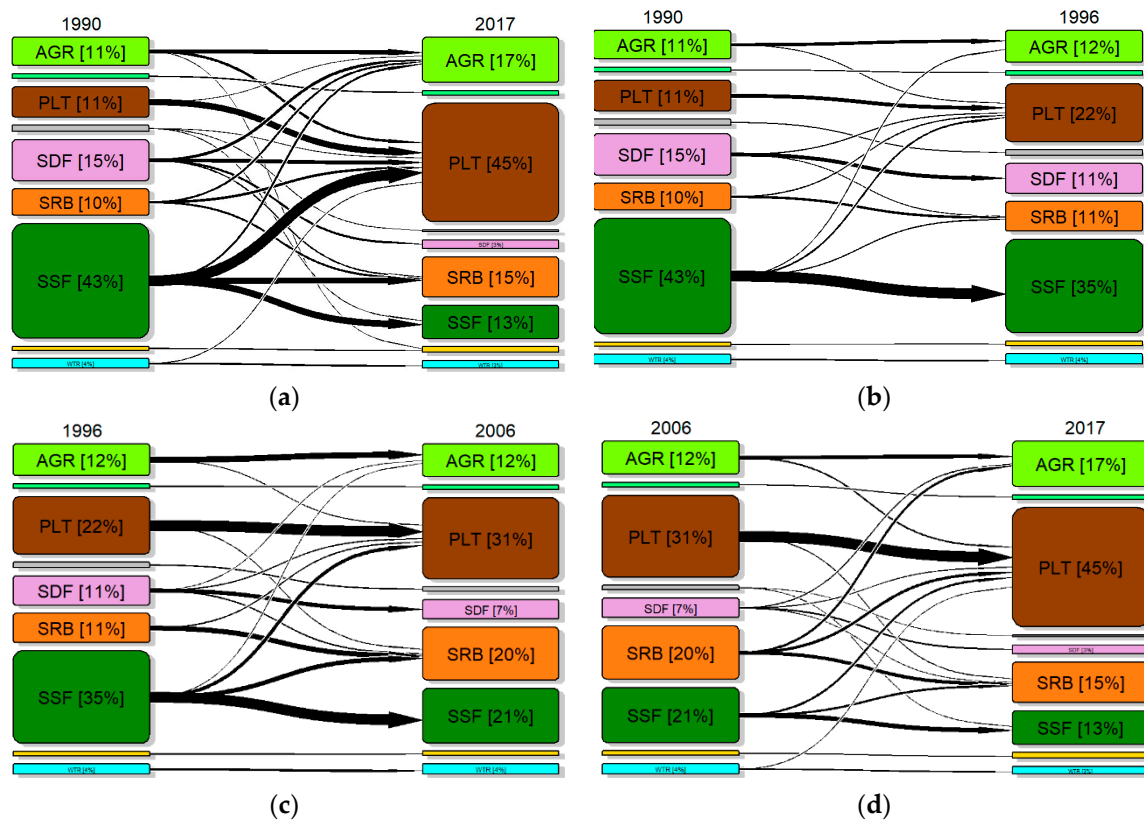 1990
2017
AGR [11%]
AGR [17%]
PLT [11%]
PLT [45%]
SDF [15%]
SRB [10%]
SDF [3%]
SRB [15%]
SSF [43%]
SSF [13%]
WTR [4%]
WTR [3%]
(a)
1990
1996
AGR [11%]
AGR [12%]
PLT [11%]
PLT [22%]
SDF [15%]
SDF [11%]
SRB [10%]
SRB [11%]
SSF [43%]
SSF [35%]
WTR [4%]
WTR [4%]
(b)
1996
2006
AGR [12%]
AGR [12%]
PLT [22%]
PLT [31%]
SDF [11%]
SDF [7%]
SRB [11%]
SRB [20%]
SSF [35%]
SSF [21%]
WTR [4%]
WTR [4%]
(c)
2006
2017
AGR [12%]
AGR [17%]
PLT [31%]
PLT [45%]
SDF [7%]
SRB [20%]
SDF [3%]
SRB [15%]
SSF [21%]
SSF [13%]
WTR [4%]
WTR [3%]
(d)